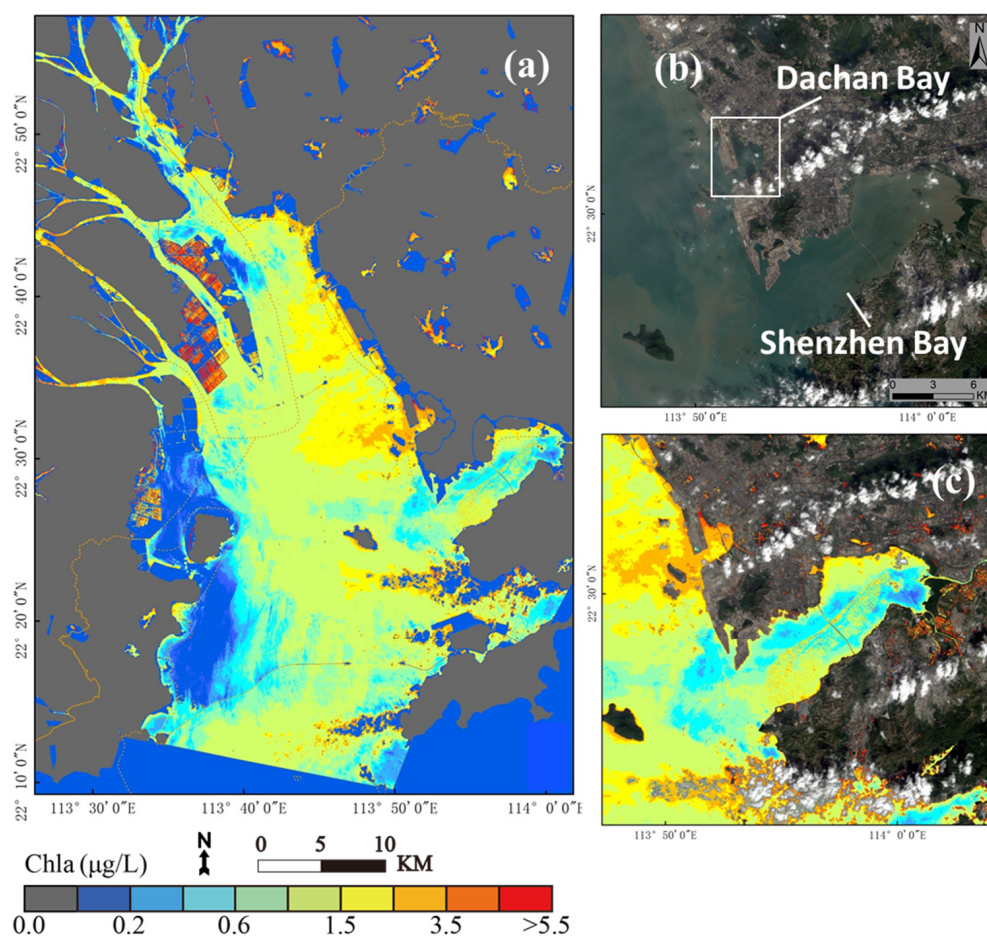 (a)
22° 50′ 0″N
22° 40′ 0″N
22° 30′ 0″N
22° 20′ 0″N
22° 10′ 0″N
113° 30′ 0″E
113° 40′ 0″E
113° 50′ 0″E
114° 0′ 0″E
N
0 5 10
KM
Chla (µg/L)
0.0 0.2 0.6 1.5 3.5 >5.5
(b)
N
Dachan Bay
Shenzhen Bay
0 3 6
KM
22° 30′ 0″N
113° 50′ 0″E
114° 0′ 0″E
(c)
22° 30′ 0″N
113° 50′ 0″E
114° 0′ 0″E